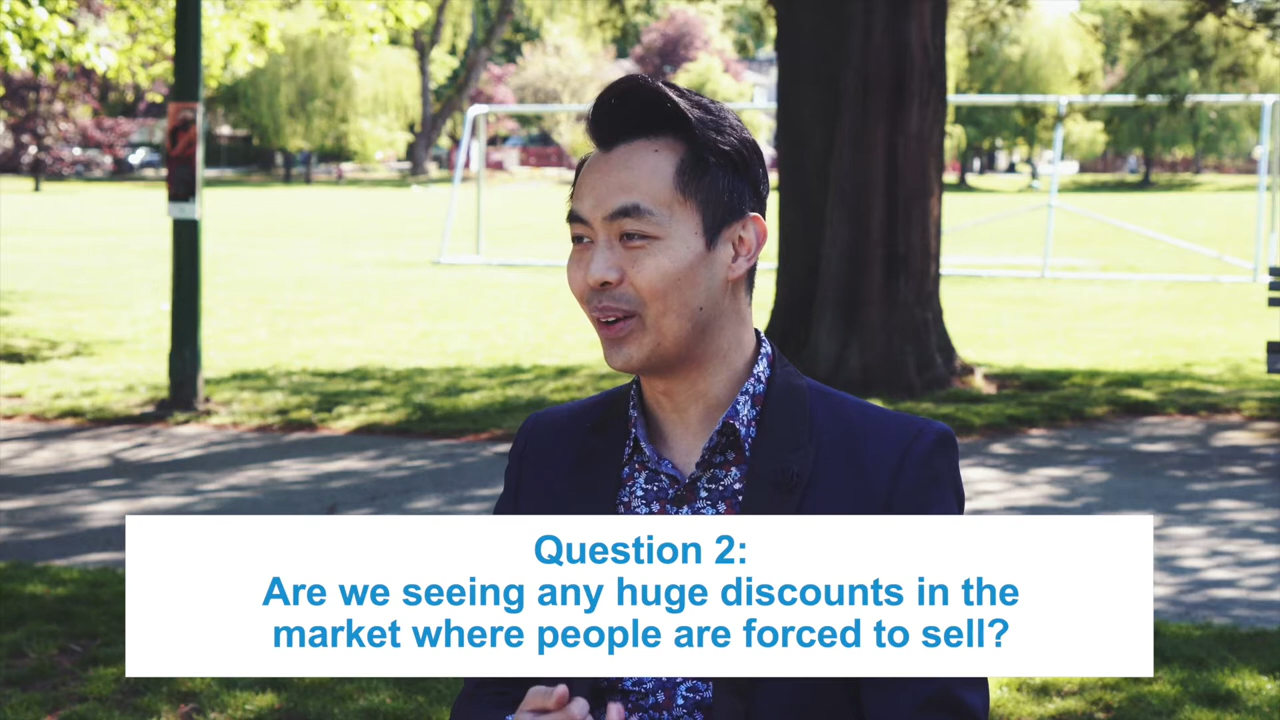 Question 2:
Are we seeing any huge discounts in the
market where people are forced to sell?